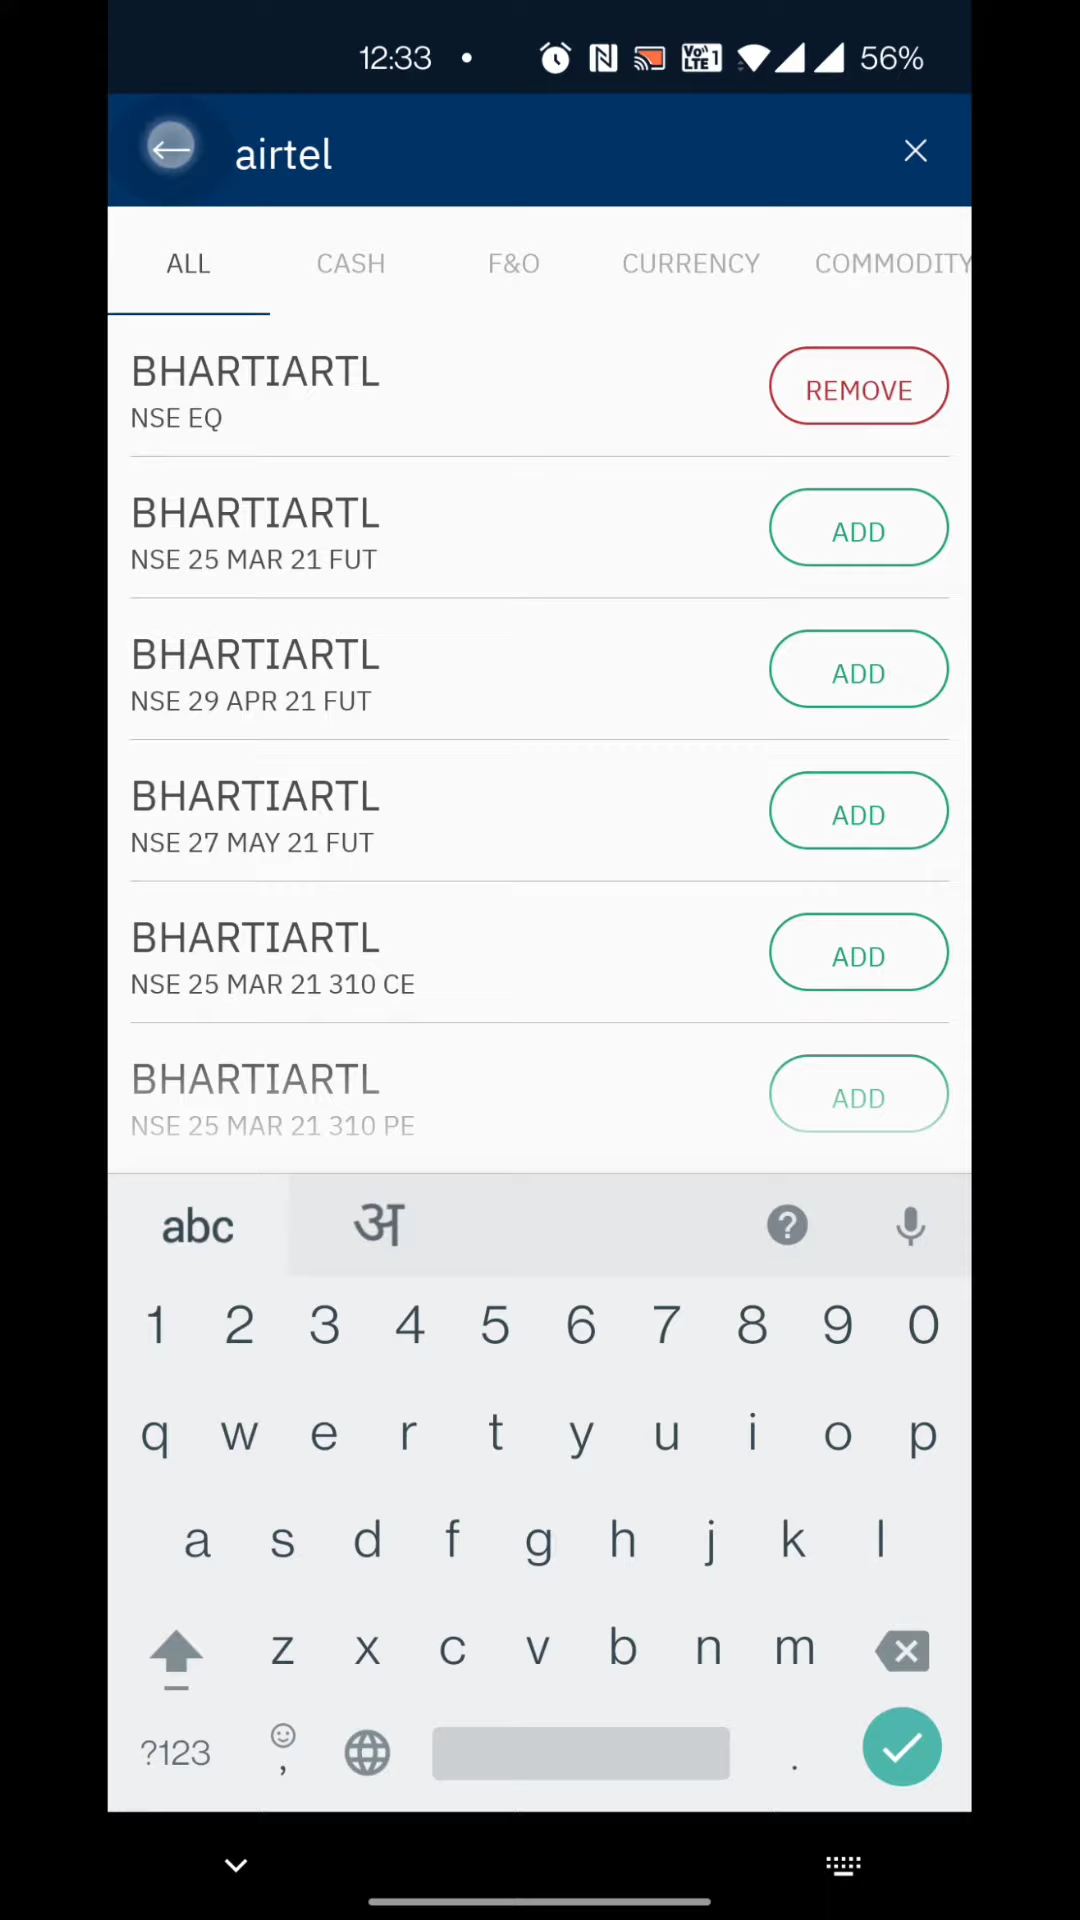 12:33 • Vo)) LTE 1 56%
airtel
ALL CASH F&O CURRENCY COMMODITY
BHARTIARTL
NSE EQ
REMOVE
BHARTIARTL
NSE 25 MAR 21 FUT
ADD
BHARTIARTL
NSE 29 APR 21 FUT
ADD
BHARTIARTL
NSE 27 MAY 21 FUT
ADD
BHARTIARTL
NSE 25 MAR 21 310 CE
ADD
BHARTIARTL
NSE 25 MAR 21 310 PE
ADD
abc अ ?
1 2 3 4 5 6 7 8 9 0
q w e r t y u i o p
a s d f g h j k l
z x c v b n m
?123 , .